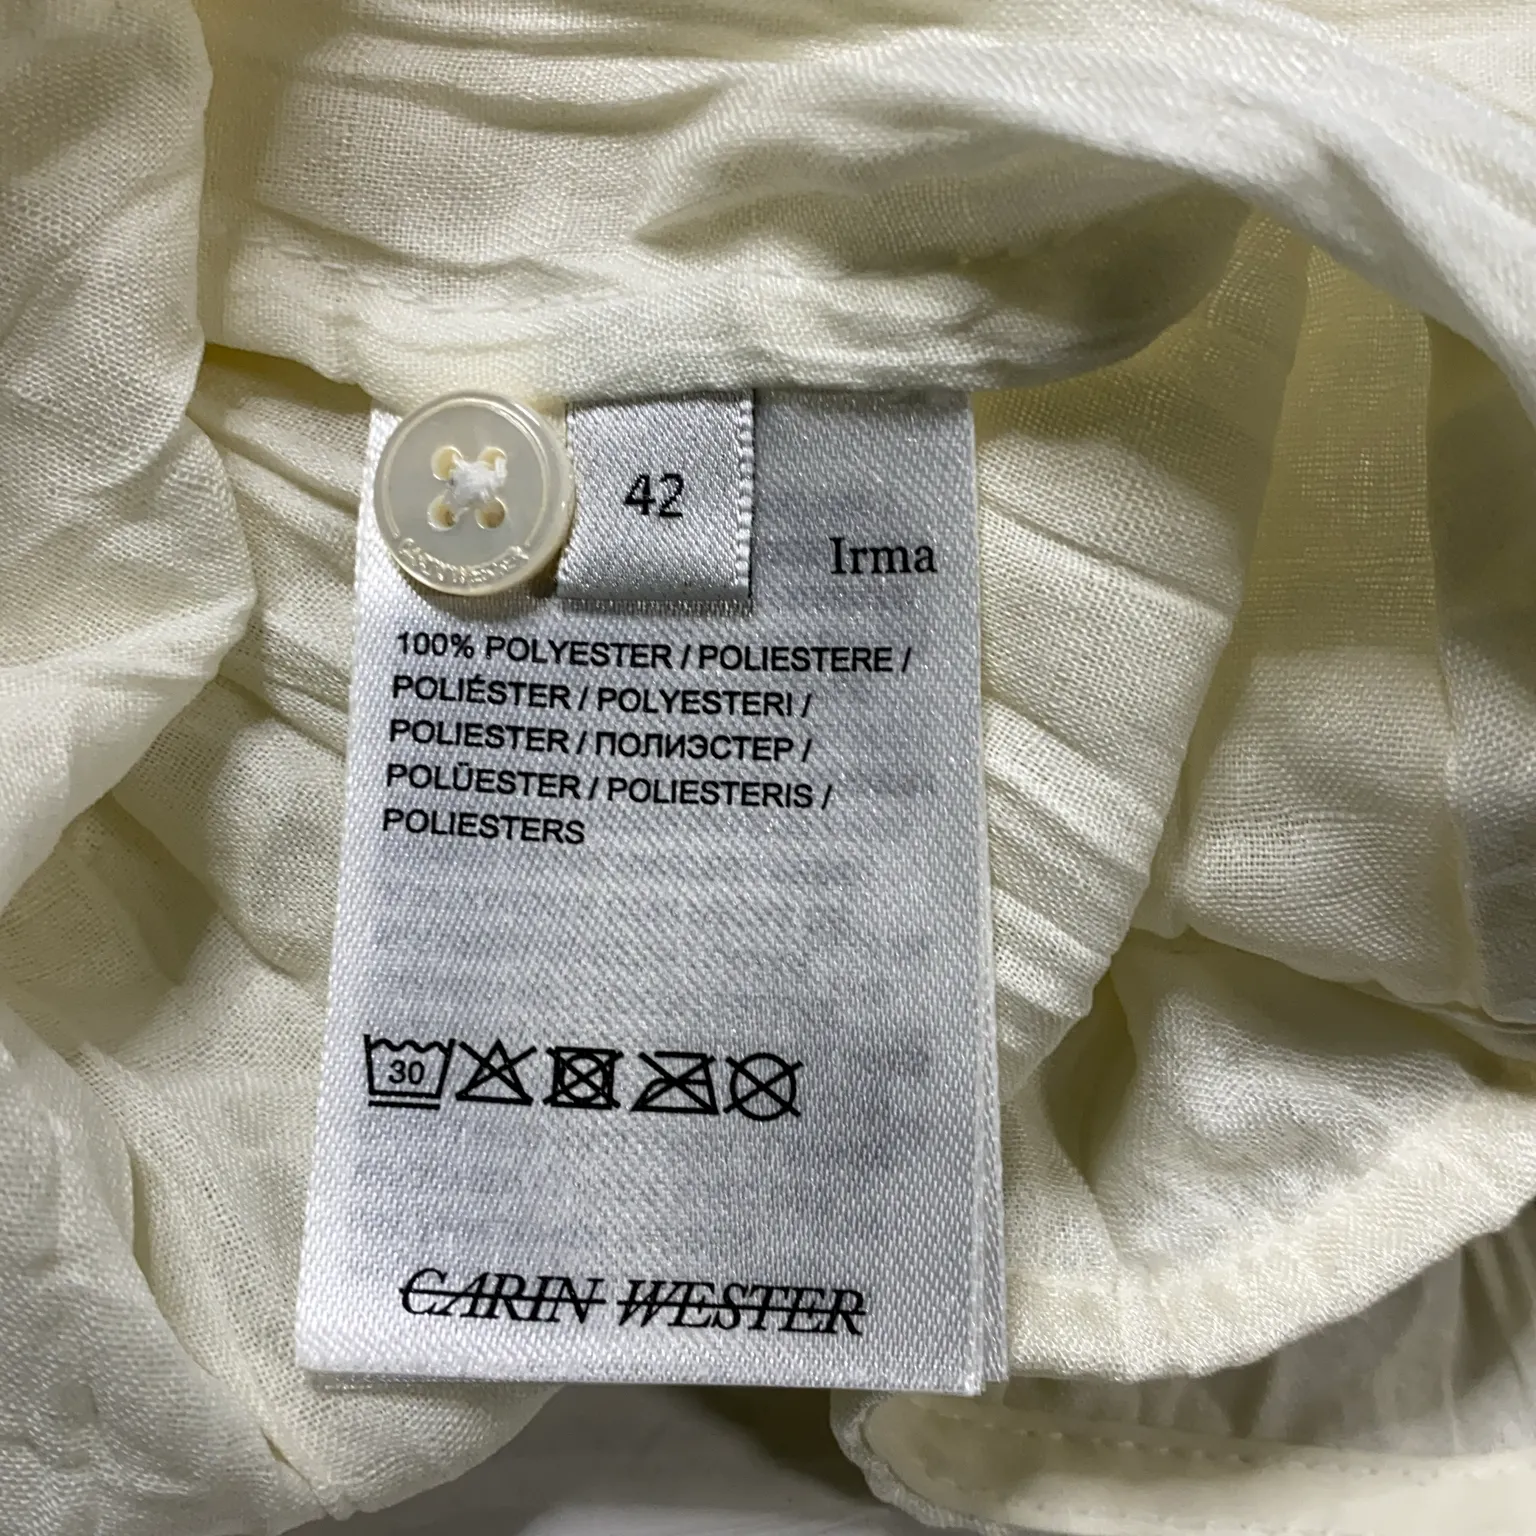 42
Irma
100% POLYESTER / POLIESTERE /
POLIÉSTER / POLYESTERI /
POLIESTER / ПОЛИЭСТЕР /
POLÜESTER / POLIESTERIS /
POLIESTERS
30
CARIN WESTER